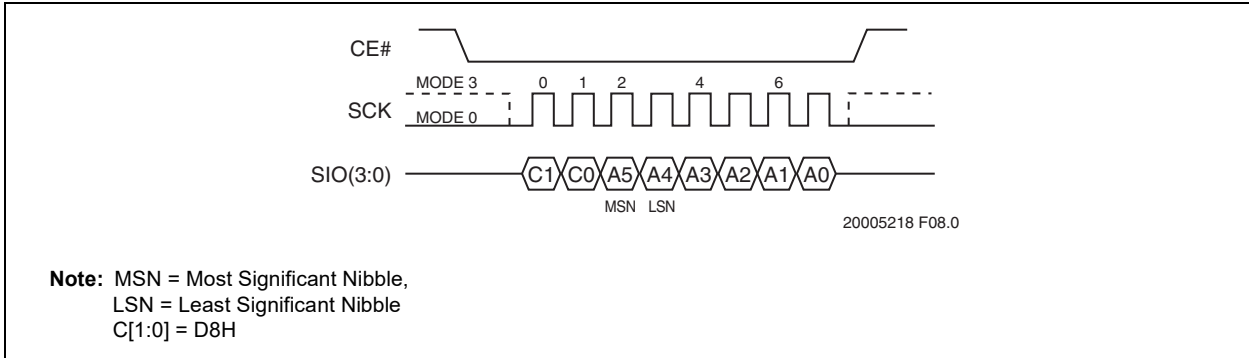 CE#
MODE 3 0 1 2 4 6
SCK
MODE 0
SIO(3:0) C1 C0 A5 A4 A3 A2 A1 A0
MSN LSN
20005218 F08.0
Note: MSN = Most Significant Nibble,
LSN = Least Significant Nibble
C[1:0] = D8H